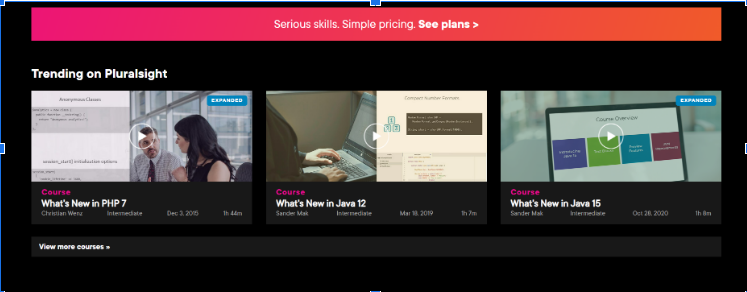 Serious skills. Simple pricing. See plans >
Trending on Pluralsight
Anonymous Classes
session_start() initialisation options
EXPANDED
Course
What's New in PHP 7
Christian Wenz Intermediate Dec 3, 2015 1h 44m
Compact Number Formats
Course
What's New in Java 12
Sander Mak Intermediate Mar 18, 2019 1h 7m
EXPANDED
Course Overview
Course
What's New in Java 15
Sander Mak Intermediate Oct 28, 2020 1h 8m
View more courses »